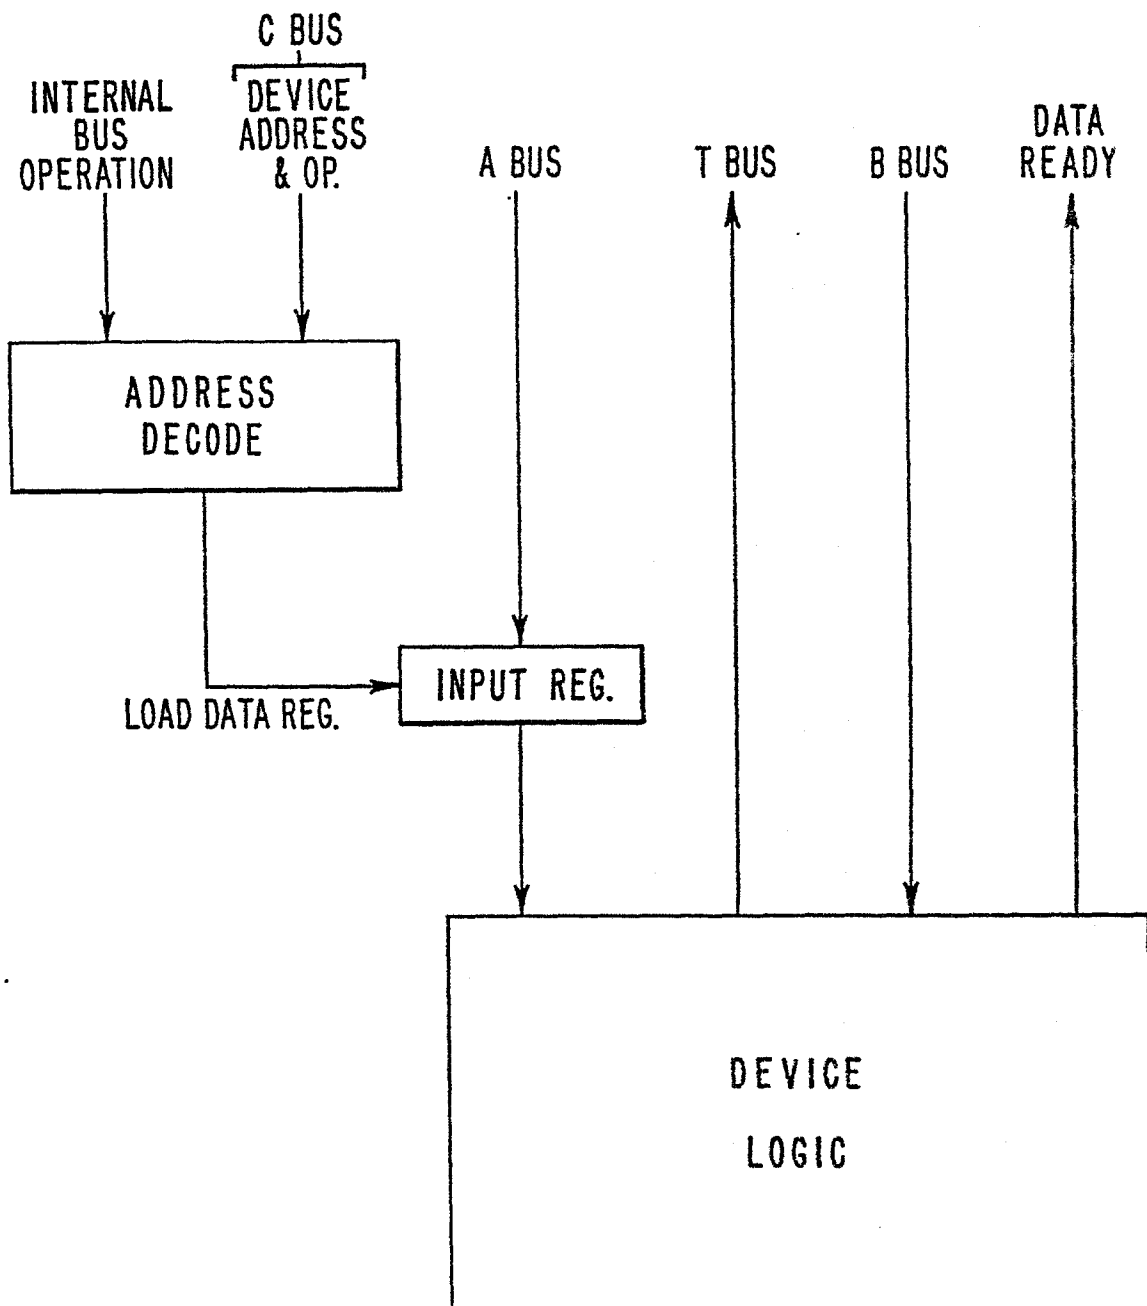 C BUS
INTERNAL
BUS
OPERATION
DEVICE
ADDRESS
& OP.
A BUS
T BUS
B BUS
DATA
READY
ADDRESS
DECODE
INPUT REG.
LOAD DATA REG.
DEVICE
LOGIC